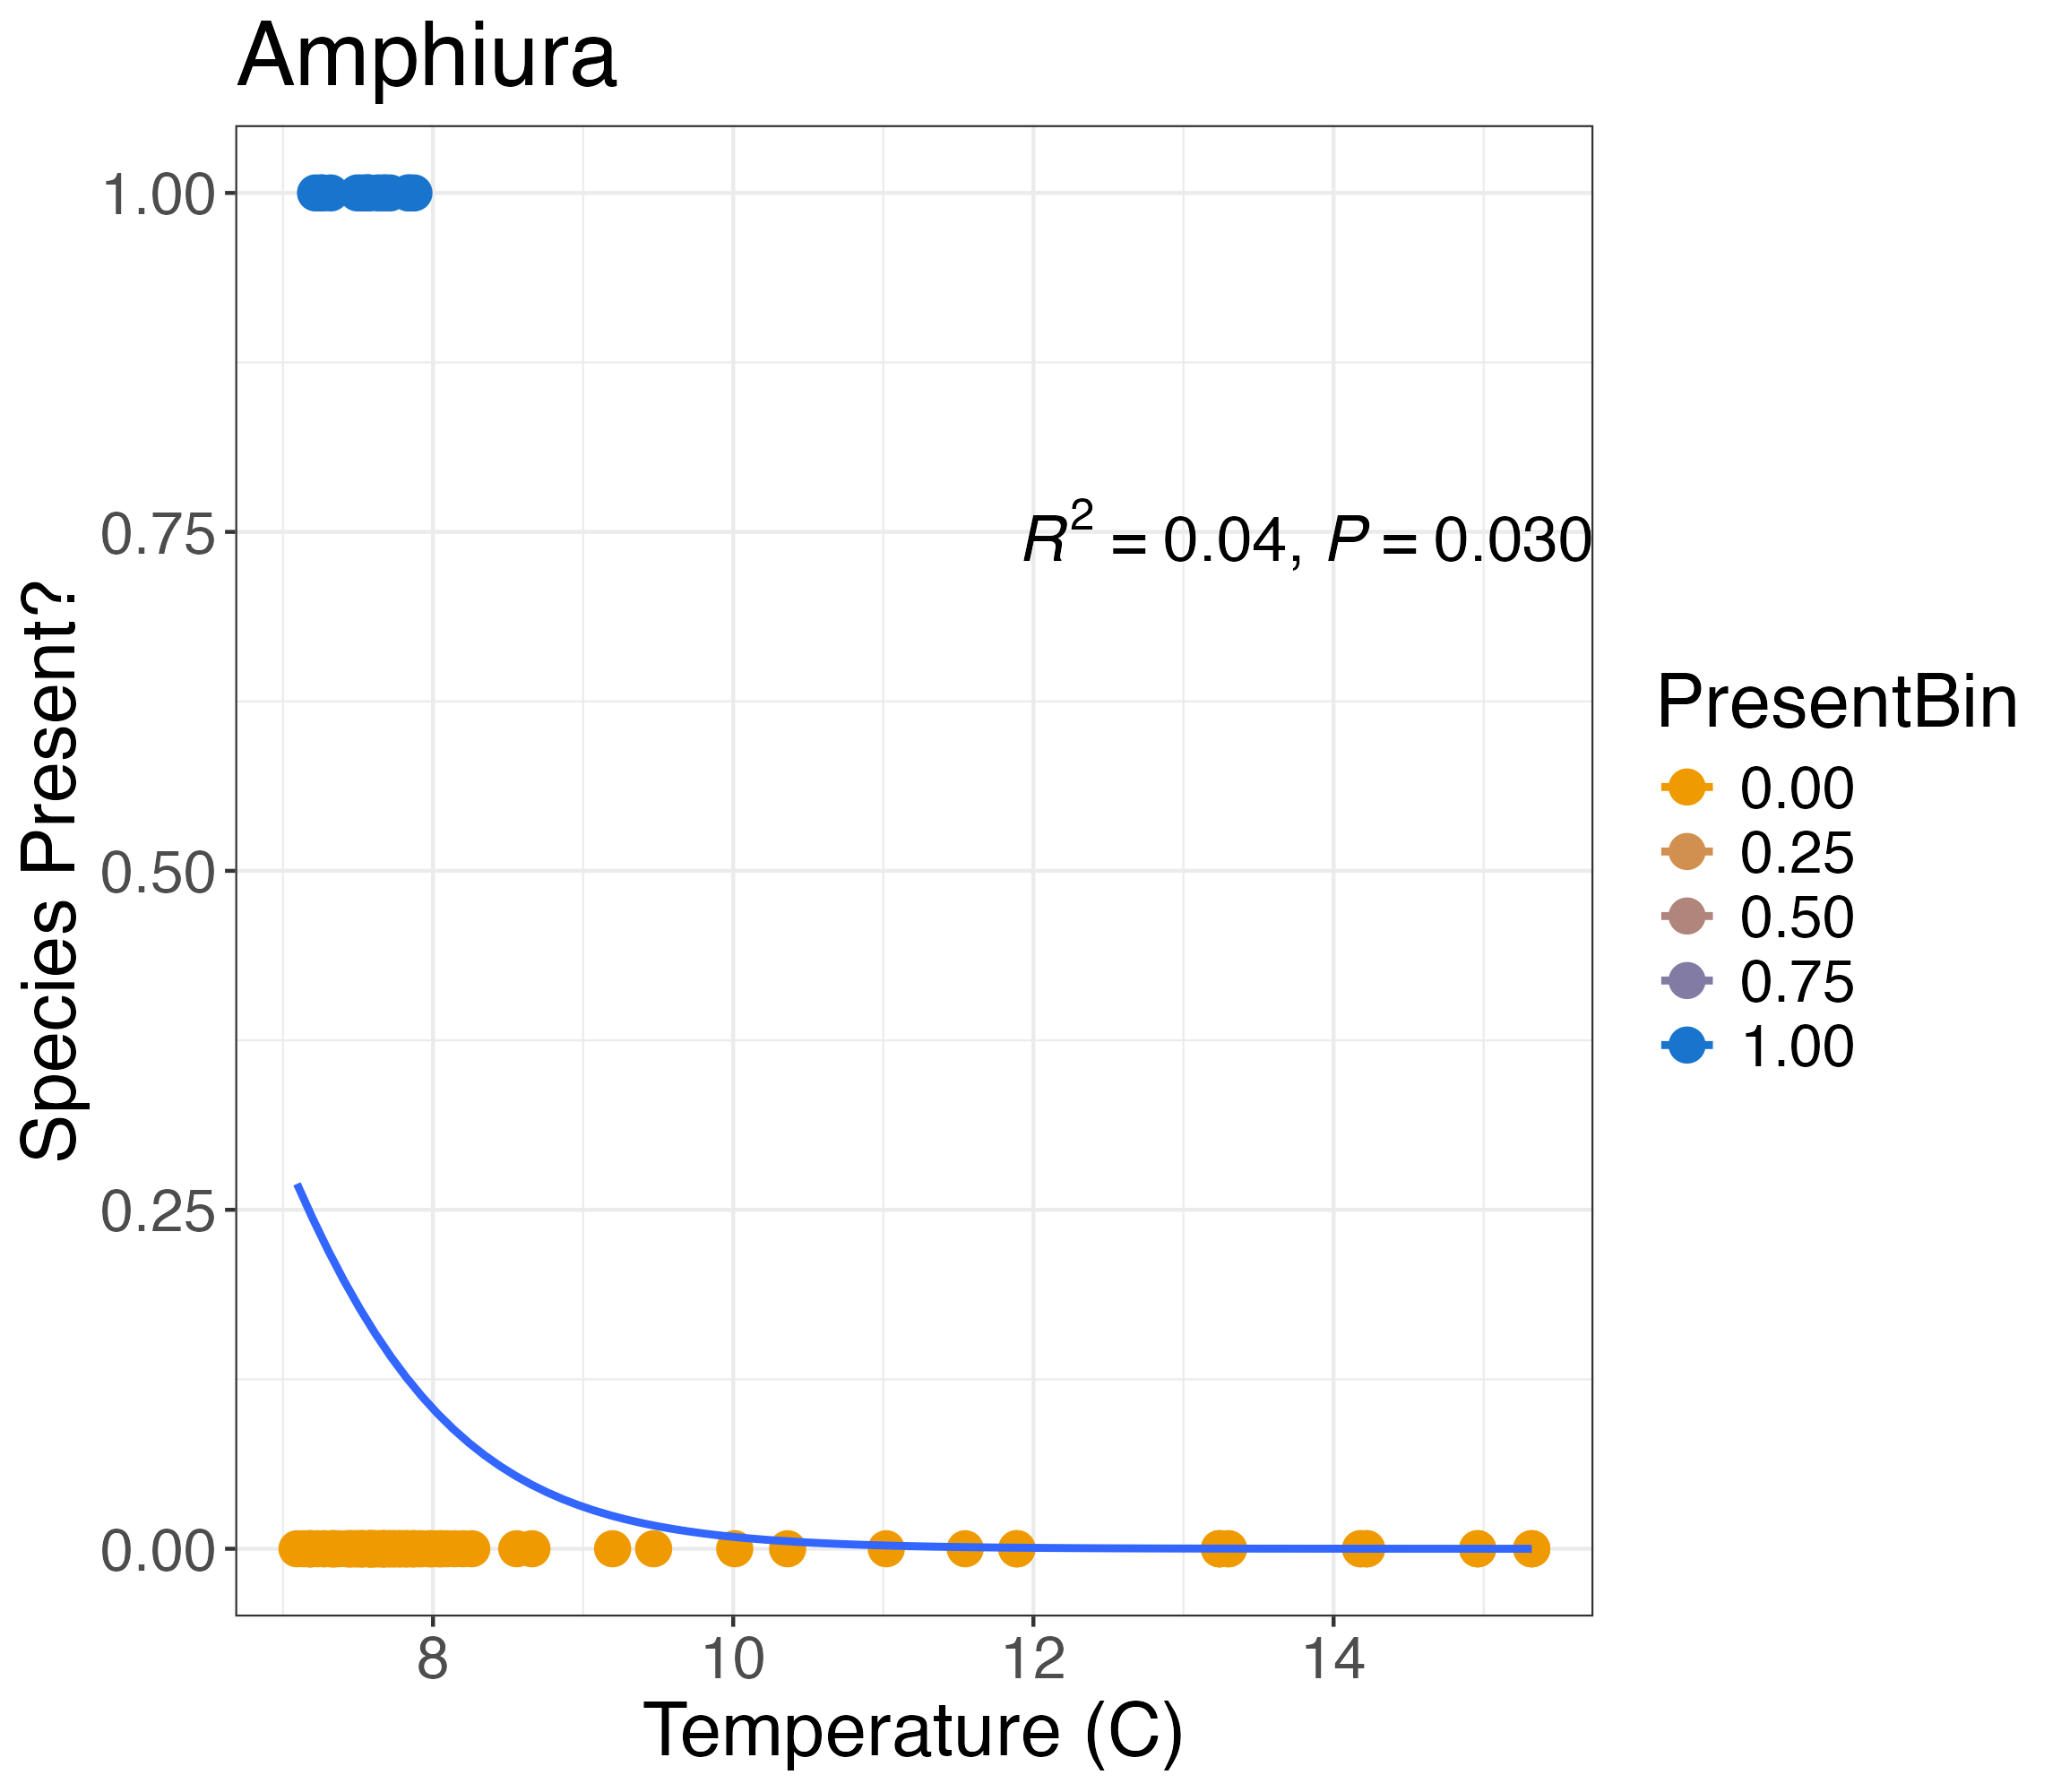 Amphiura
Species Present?
1.00
0.75
0.50
0.25
0.00
R² = 0.04, P = 0.030
8 10 12 14
Temperature (C)
PresentBin
0.00
0.25
0.50
0.75
1.00